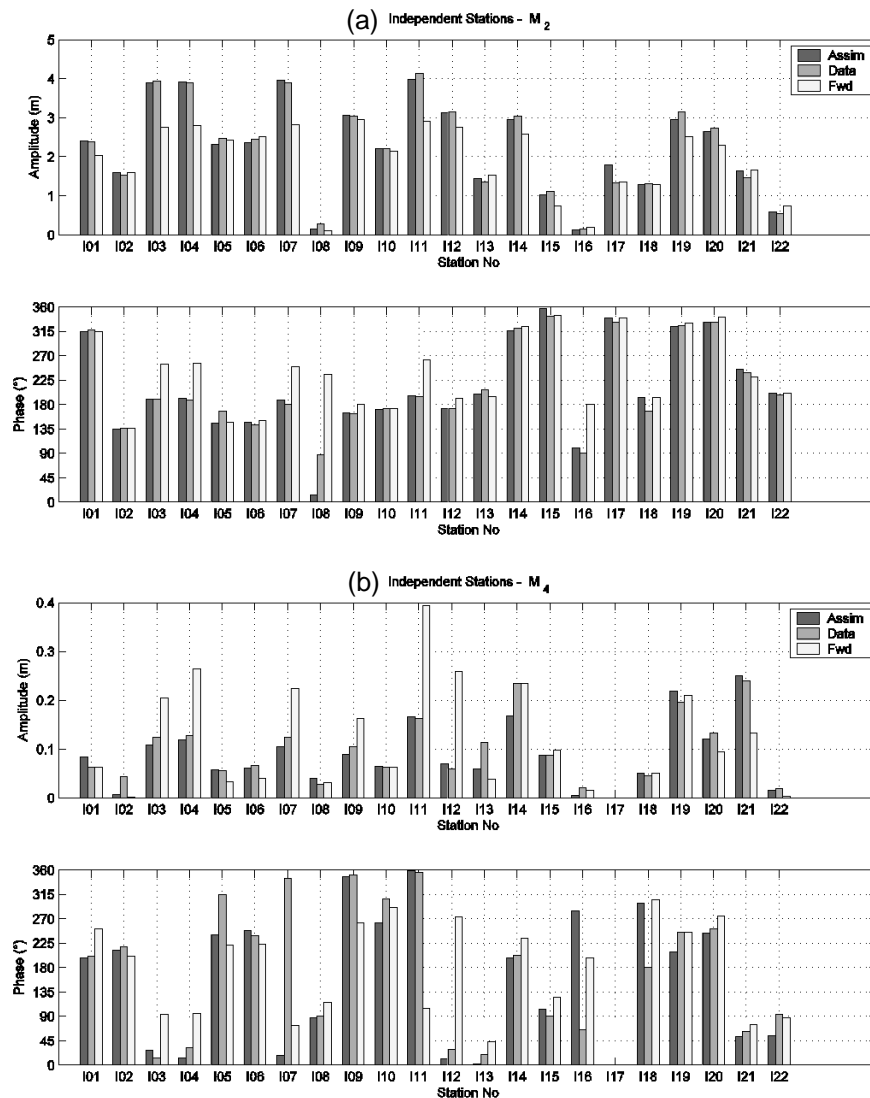 (a) Independent Stations - M2
5
4
3
2
1
0
Amplitude (m)
Assim
Data
Fwd
I01 I02 I03 I04 I05 I06 I07 I08 I09 I10 I11 I12 I13 I14 I15 I16 I17 I18 I19 I20 I21 I22
Station No
360
315
270
225
180
135
90
45
0
Phase (°)
I01 I02 I03 I04 I05 I06 I07 I08 I09 I10 I11 I12 I13 I14 I15 I16 I17 I18 I19 I20 I21 I22
Station No
(b) Independent Stations - M4
0.4
0.3
0.2
0.1
0
Amplitude (m)
Assim
Data
Fwd
I01 I02 I03 I04 I05 I06 I07 I08 I09 I10 I11 I12 I13 I14 I15 I16 I17 I18 I19 I20 I21 I22
Station No
360
315
270
225
180
135
90
45
0
Phase (°)
I01 I02 I03 I04 I05 I06 I07 I08 I09 I10 I11 I12 I13 I14 I15 I16 I17 I18 I19 I20 I21 I22
Station No